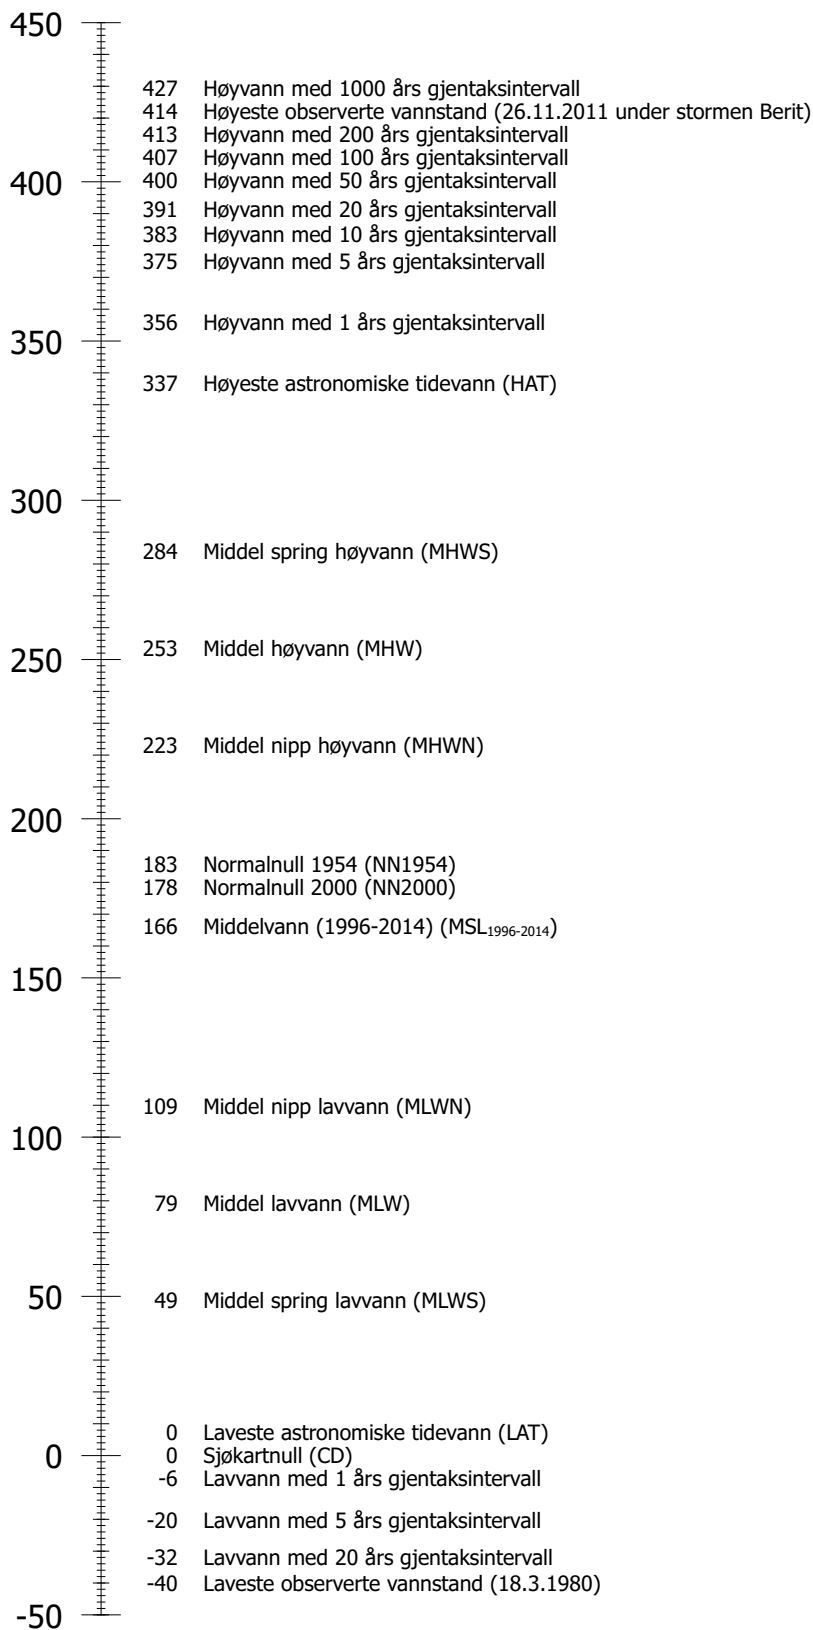 450
427 Høyvann med 1000 års gjentaksintervall
414 Høyeste observerte vannstand (26.11.2011 under stormen Berit)
413 Høyvann med 200 års gjentaksintervall
407 Høyvann med 100 års gjentaksintervall
400 400 Høyvann med 50 års gjentaksintervall
391 Høyvann med 20 års gjentaksintervall
383 Høyvann med 10 års gjentaksintervall
375 Høyvann med 5 års gjentaksintervall
356 Høyvann med 1 års gjentaksintervall
350
337 Høyeste astronomiske tidevann (HAT)
300
284 Middel spring høyvann (MHWS)
253 Middel høyvann (MHW)
250
223 Middel nipp høyvann (MHWN)
200
183 Normalnull 1954 (NN1954)
178 Normalnull 2000 (NN2000)
166 Middelvann (1996-2014) (MSL1996-2014)
150
109 Middel nipp lavvann (MLWN)
100
79 Middel lavvann (MLW)
50 49 Middel spring lavvann (MLWS)
0 Laveste astronomiske tidevann (LAT)
0 0 Sjøkartnull (CD)
-6 Lavvann med 1 års gjentaksintervall
-20 Lavvann med 5 års gjentaksintervall
-32 Lavvann med 20 års gjentaksintervall
-40 Laveste observerte vannstand (18.3.1980)
-50